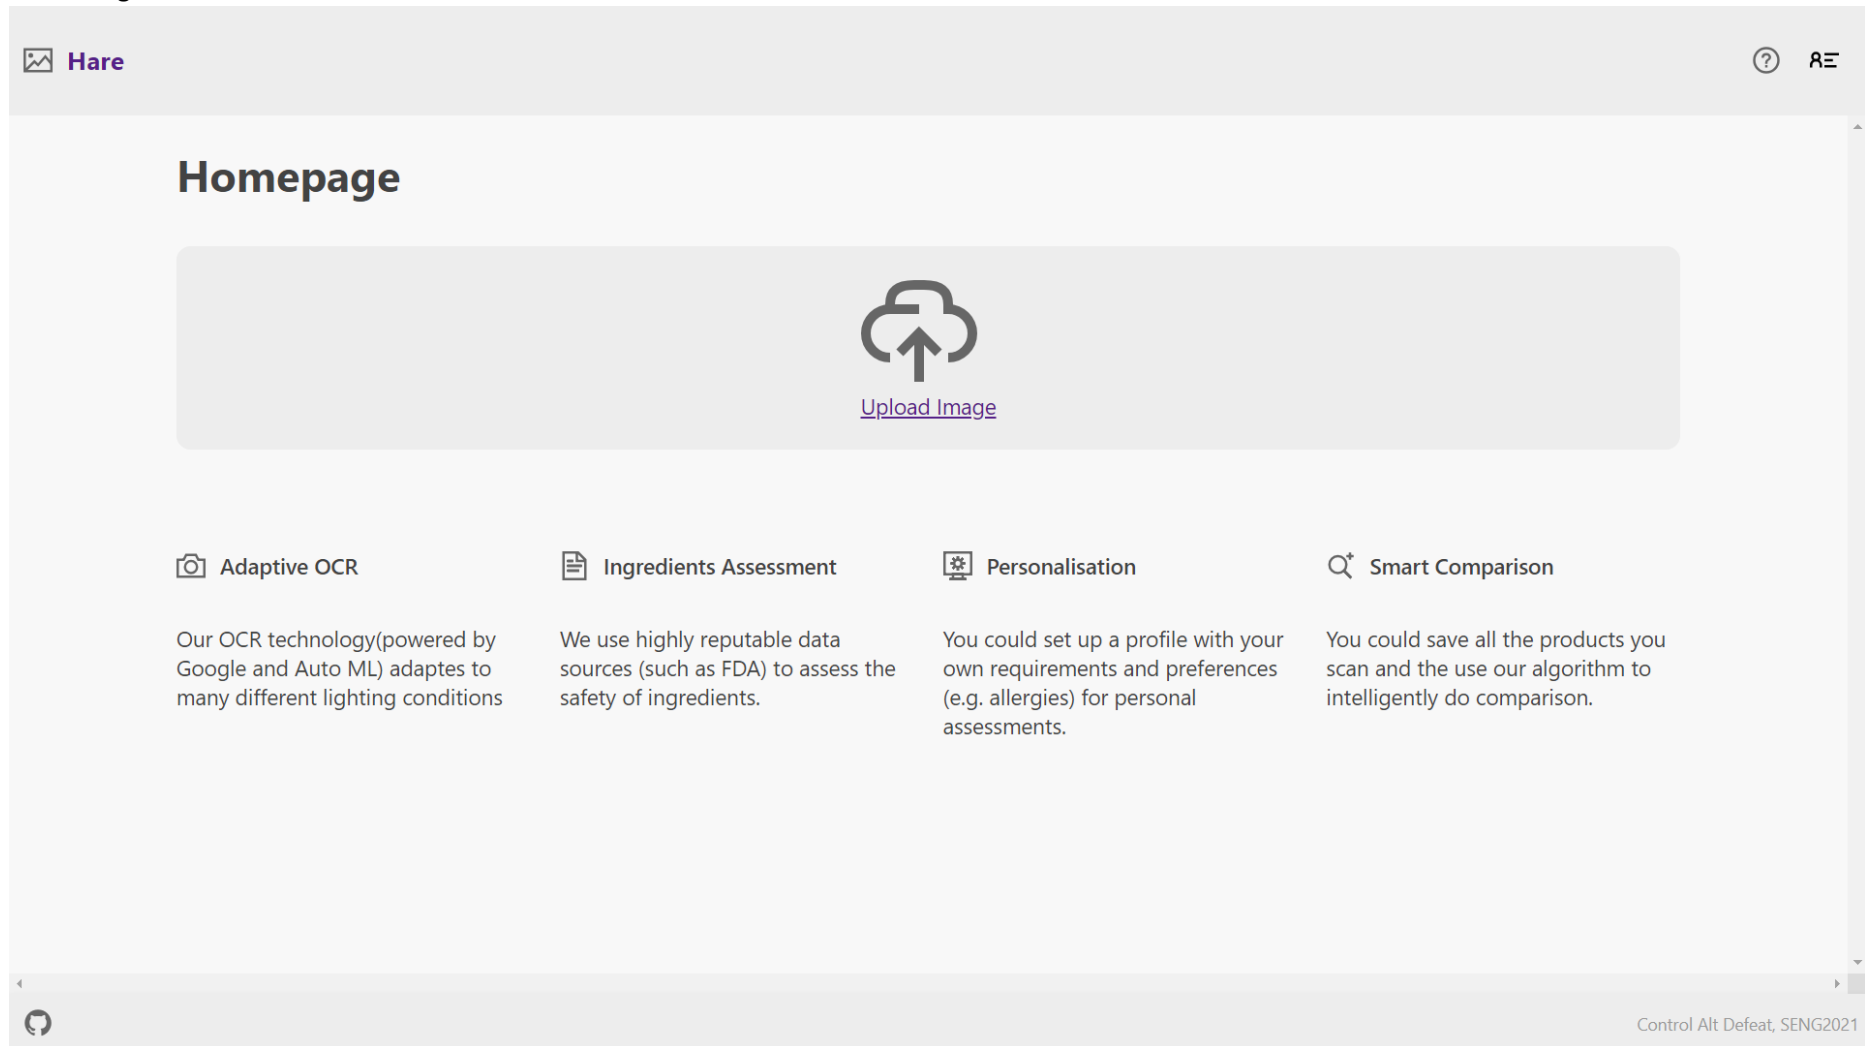 Hare
Homepage
Upload Image
Adaptive OCR
Our OCR technology(powered by
Google and Auto ML) adaptes to
many different lighting conditions
Ingredients Assessment
We use highly reputable data
sources (such as FDA) to assess the
safety of ingredients.
Personalisation
You could set up a profile with your
own requirements and preferences
(e.g. allergies) for personal
assessments.
Smart Comparison
You could save all the products you
scan and the use our algorithm to
intelligently do comparison.
Control Alt Defeat, SENG2021